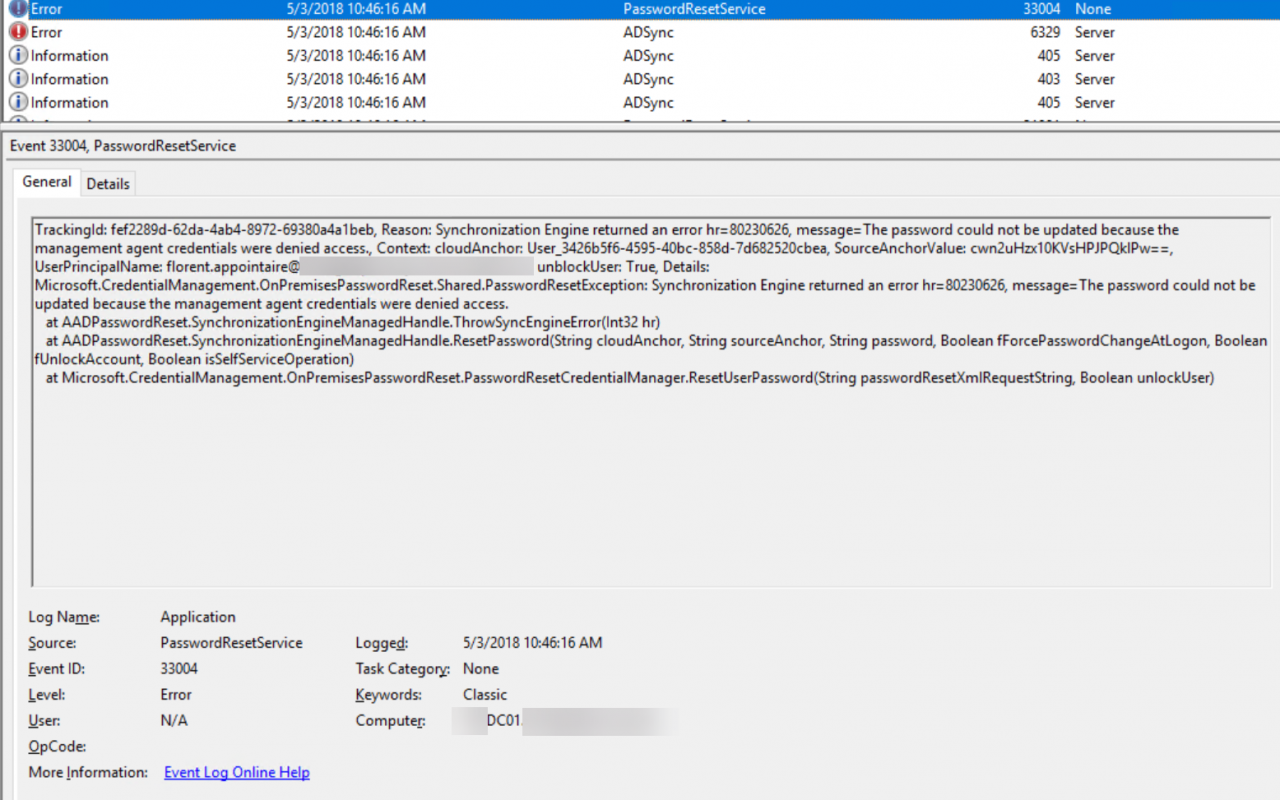 Error 5/3/2018 10:46:16 AM PasswordResetService 33004 None
Error 5/3/2018 10:46:16 AM ADSync 6329 Server
Information 5/3/2018 10:46:16 AM ADSync 405 Server
Information 5/3/2018 10:46:16 AM ADSync 403 Server
Information 5/3/2018 10:46:16 AM ADSync 405 Server
Event 33004, PasswordResetService
General Details
TrackingId: fef2289d-62da-4ab4-8972-69380a4a1beb, Reason: Synchronization Engine returned an error hr=80230626, message=The password could not be updated because the
management agent credentials were denied access., Context: cloudAnchor: User_3426b5f6-4595-40bc-858d-7d682520cbea, SourceAnchorValue: cwn2uHzx10KVsHPJPQklPw==,
UserPrincipalName: florent.appointaire@ unblockUser: True, Details:
Microsoft.CredentialManagement.OnPremisesPasswordReset.Shared.PasswordResetException: Synchronization Engine returned an error hr=80230626, message=The password could not be
updated because the management agent credentials were denied access.
at AADPasswordReset.SynchronizationEngineManagedHandle.ThrowSyncEngineError(Int32 hr)
at AADPasswordReset.SynchronizationEngineManagedHandle.ResetPassword(String cloudAnchor, String sourceAnchor, String password, Boolean fForcePasswordChangeAtLogon, Boolean
fUnlockAccount, Boolean isSelfServiceOperation)
at Microsoft.CredentialManagement.OnPremisesPasswordReset.PasswordResetCredentialManager.ResetUserPassword(String passwordResetXmlRequestString, Boolean unlockUser)
Log Name: Application
Source: PasswordResetService Logged: 5/3/2018 10:46:16 AM
Event ID: 33004 Task Category: None
Level: Error Keywords: Classic
User: N/A Computer: DC01.
OpCode:
More Information: Event Log Online Help